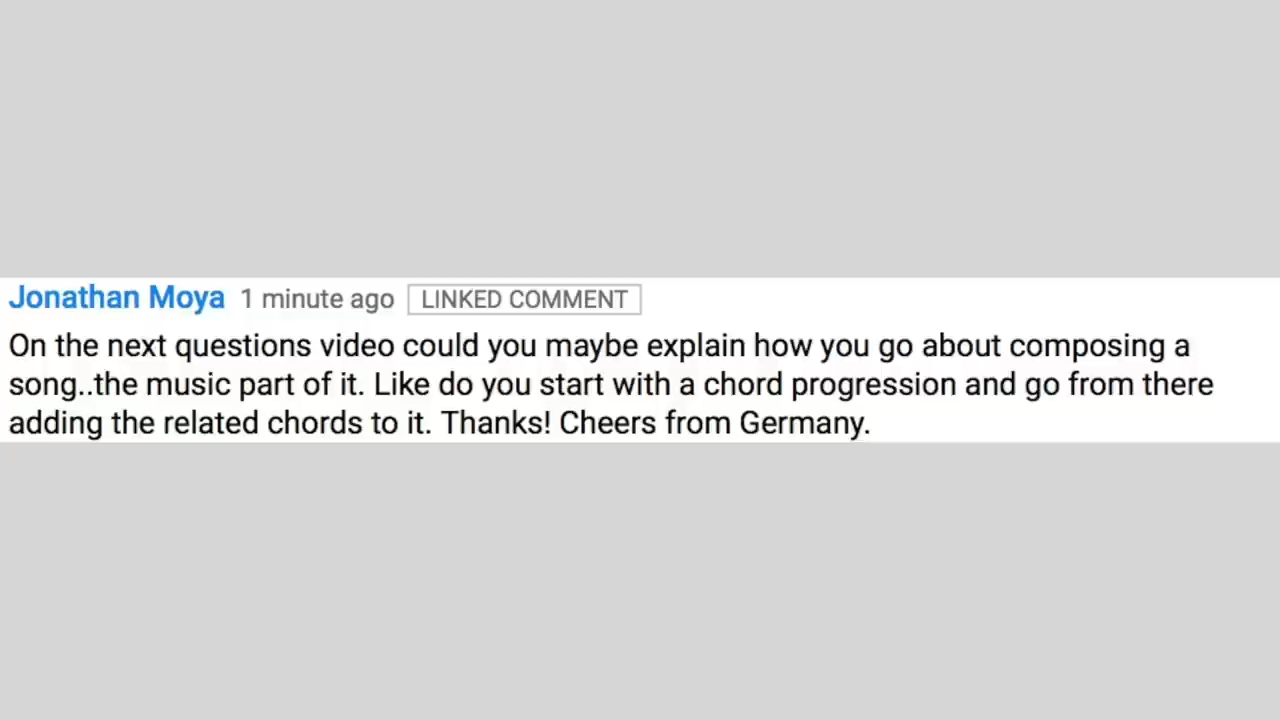 Jonathan Moya 1 minute ago LINKED COMMENT
On the next questions video could you maybe explain how you go about composing a
song..the music part of it. Like do you start with a chord progression and go from there
adding the related chords to it. Thanks! Cheers from Germany.